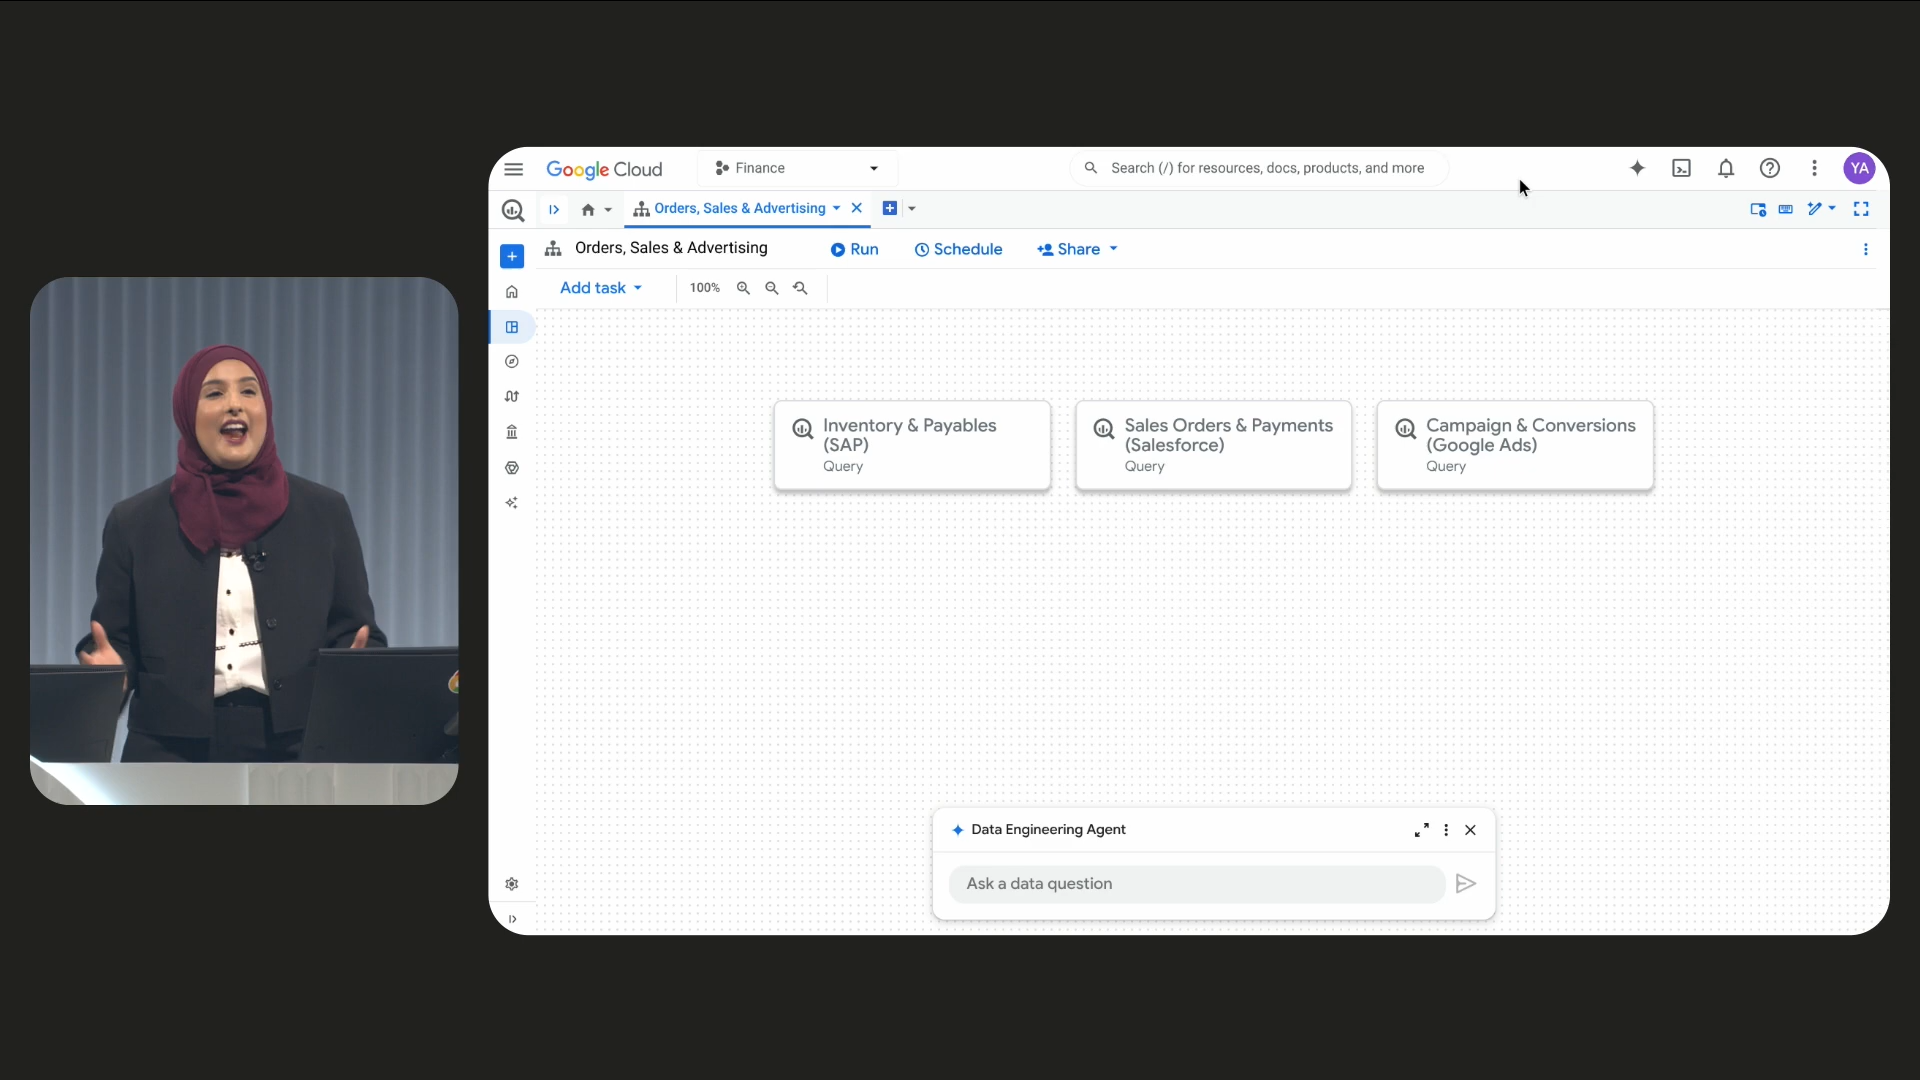 Google Cloud
Finance
Search (/) for resources, docs, products, and more
YA
Orders, Sales & Advertising
Orders, Sales & Advertising
Run
Schedule
Share
Add task
100%
Inventory & Payables
(SAP)
Query
Sales Orders & Payments
(Salesforce)
Query
Campaign & Conversions
(Google Ads)
Query
Data Engineering Agent
Ask a data question